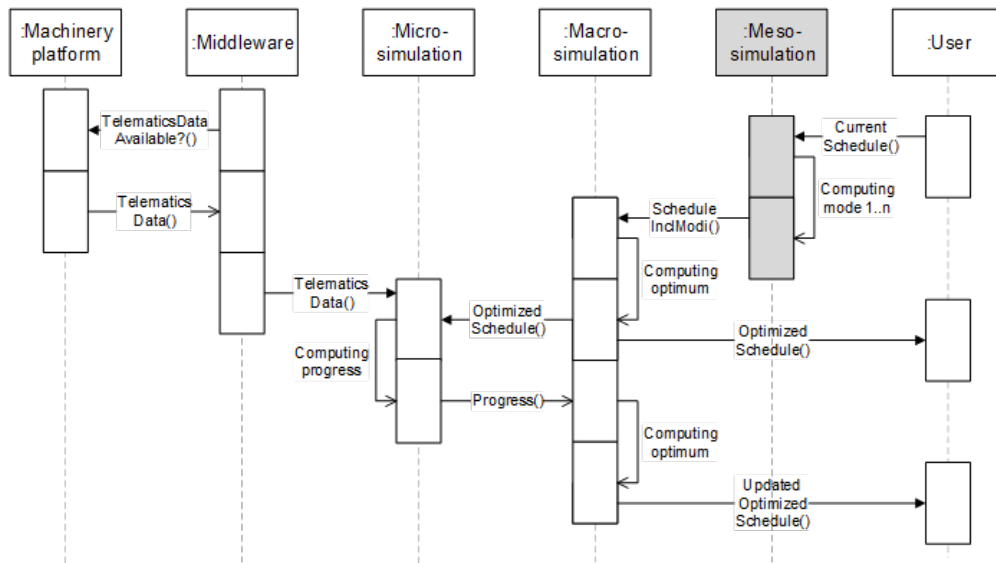 :Machinery
platform
:Middleware
:Micro-
simulation
:Macro-
simulation
:Meso-
simulation
:User
TelematicsData
Available?()
Current
Schedule()
Computing
mode 1..n
Telematics
Data()
Schedule
InclModi()
Computing
optimum
Telematics
Data()
Optimized
Schedule()
Optimized
Schedule()
Computing
progress
Progress()
Computing
optimum
Updated
Optimized
Schedule()